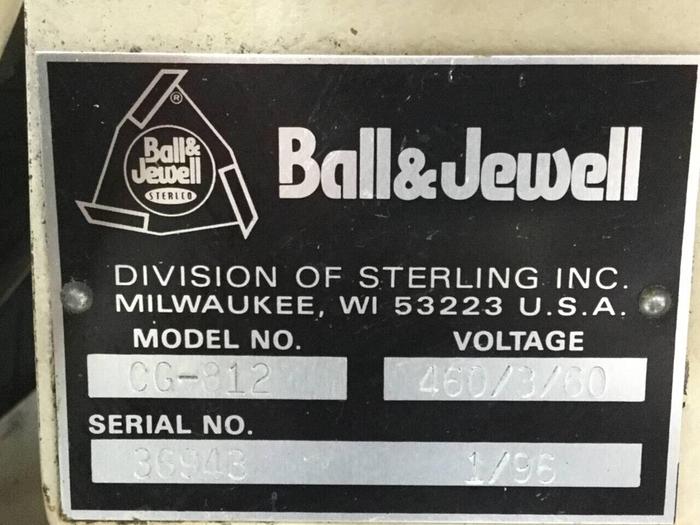 ®
Ball&
Jewell
STERLCO
Ball&Jewell
DIVISION OF STERLING INC.
MILWAUKEE, WI 53223 U.S.A.
MODEL NO. VOLTAGE
CG-812 460/3/60
SERIAL NO.
36943 1/96